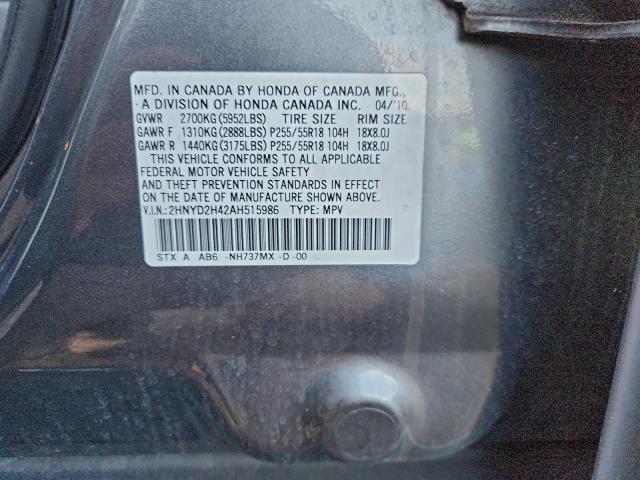 MFD. IN CANADA BY HONDA OF CANADA MFG.,
A DIVISION OF HONDA CANADA INC. 04/'10
GVWR 2700KG(5952LBS) TIRE SIZE RIM SIZE
GAWR F 1310KG(2888LBS) P255/55R18 104H 18X8.0J
GAWR R 1440KG(3175LBS) P255/55R18 104H 18X8.0J
THIS VEHICLE CONFORMS TO ALL APPLICABLE
FEDERAL MOTOR VEHICLE SAFETY
AND THEFT PREVENTION STANDARDS IN EFFECT
ON THE DATE OF MANUFACTURE SHOWN ABOVE.
V.I.N.:2HNYD2H42AH515986 TYPE: MPV
STX A AB6 -NH737MX -D-00